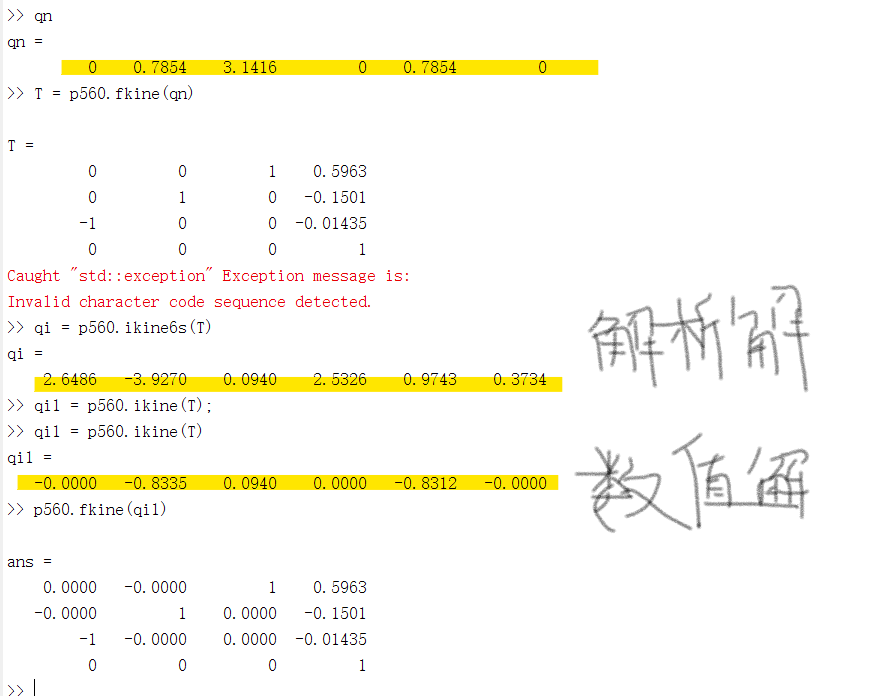 >> qn
qn =
0 0.7854 3.1416 0 0.7854 0
>> T = p560.fkine(qn)
T =
0 0 1 0.5963
0 1 0 -0.1501
-1 0 0 -0.01435
0 0 0 1
Caught "std::exception" Exception message is:
Invalid character code sequence detected.
>> qi = p560.ikine6s(T)
qi =
2.6486 -3.9270 0.0940 2.5326 0.9743 0.3734
解析解
>> qi1 = p560.ikine(T);
>> qi1 = p560.ikine(T)
qi1 =
-0.0000 -0.8335 0.0940 0.0000 -0.8312 -0.0000
数值解
>> p560.fkine(qi1)
ans =
0.0000 -0.0000 1 0.5963
-0.0000 1 0.0000 -0.1501
-1 -0.0000 0.0000 -0.01435
0 0 0 1
>>